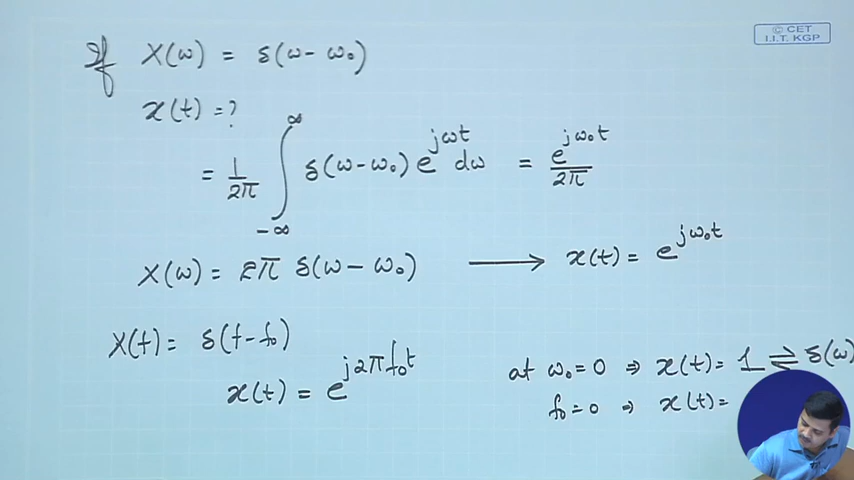 © CET
I.I.T. KGP
If X(ω) = δ(ω − ω₀)
x(t) = ?
= 1/2π ∫_{-∞}^{∞} δ(ω − ω₀) e^{jωt} dω = e^{jω₀t}/2π
X(ω) = 2π δ(ω − ω₀) ⟶ x(t) = e^{jω₀t}
X(f) = δ(f − f₀)
x(t) = e^{j2πf₀t}
at ω₀ = 0 ⇒ x(t) = 1 ⇌ δ(ω)
f₀ = 0 ⇒ x(t) =